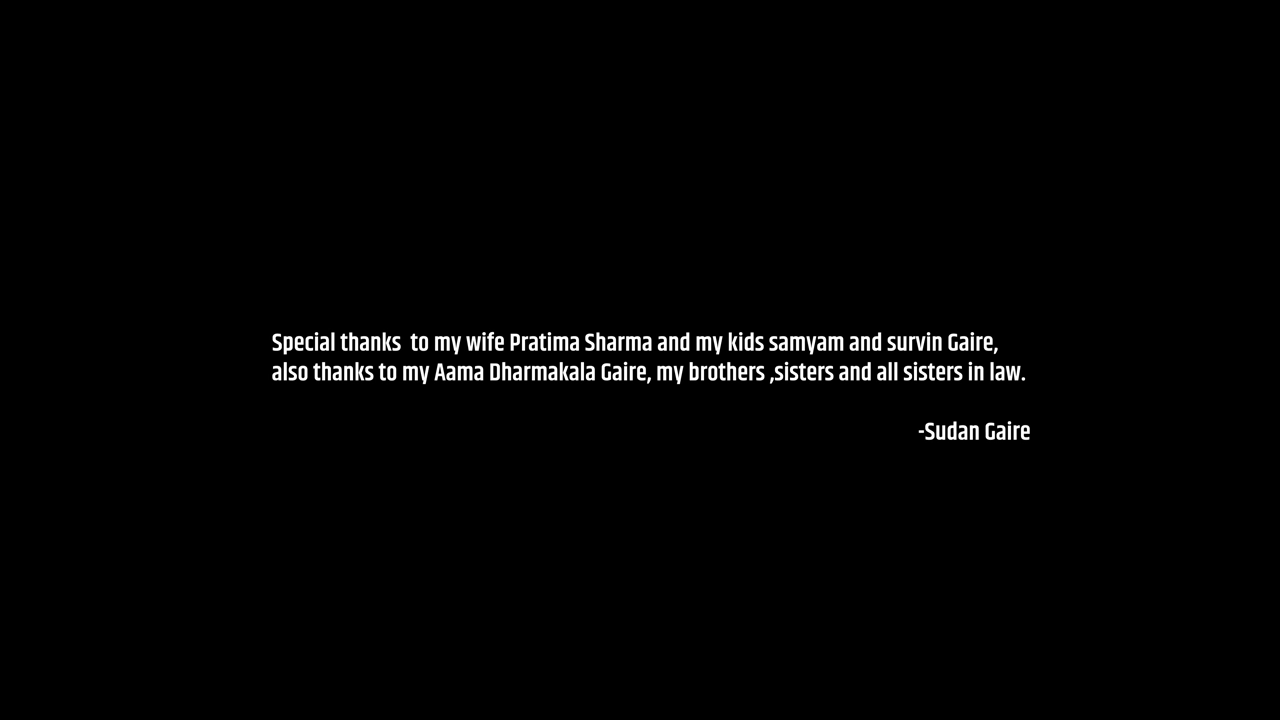 Special thanks  to my wife Pratima Sharma and my kids samyam and survin Gaire,
also thanks to my Aama Dharmakala Gaire, my brothers ,sisters and all sisters in law.
-Sudan Gaire